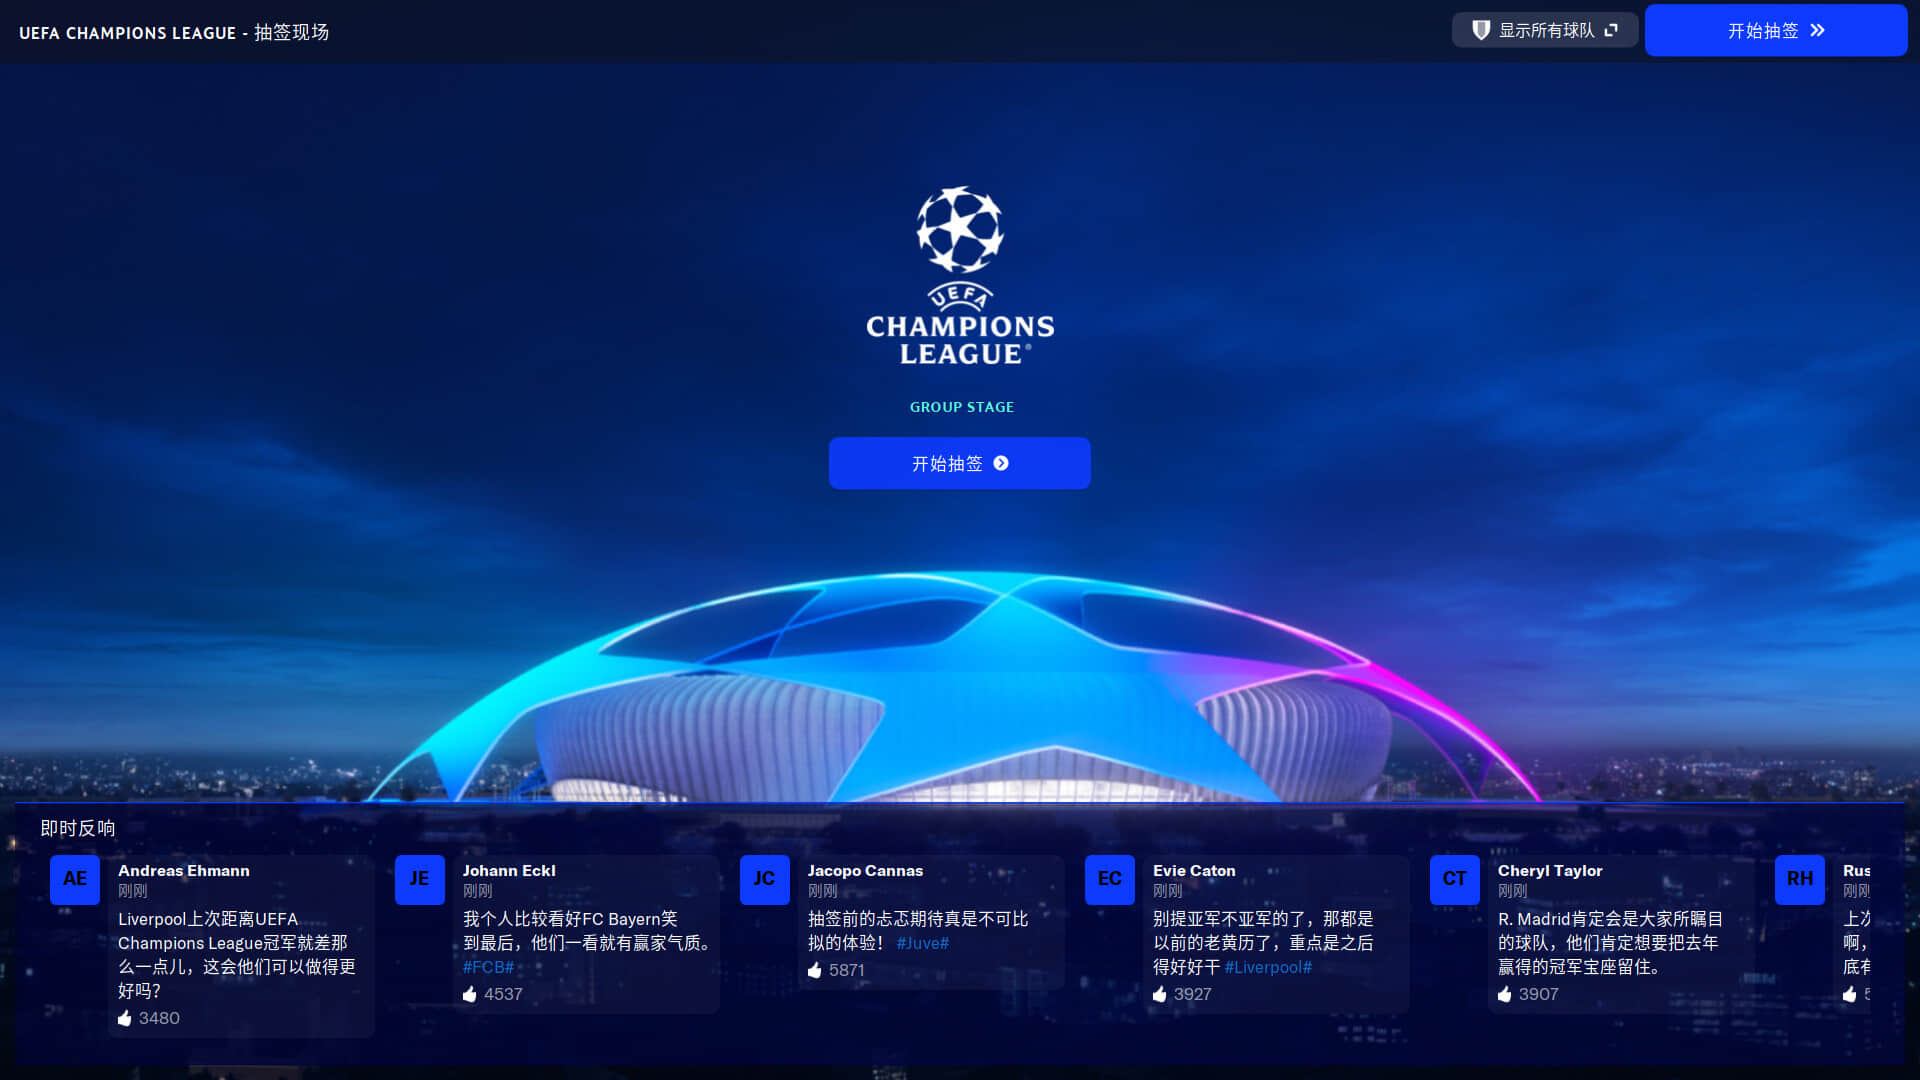 UEFA CHAMPIONS LEAGUE - 抽签现场
显示所有球队
开始抽签
UEFA
CHAMPIONS
LEAGUE
GROUP STAGE
开始抽签
即时反响
AE
Andreas Ehmann
刚刚
Liverpool上次距离UEFA
Champions League冠军就差那
么一点儿，这会他们可以做得更
好吗？
3480
JE
Johann Eckl
刚刚
我个人比较看好FC Bayern笑
到最后，他们一看就有赢家气质。
#FCB#
4537
JC
Jacopo Cannas
刚刚
抽签前的忐忑期待真是不可比
拟的体验！ #Juve#
5871
EC
Evie Caton
刚刚
别提亚军不亚军的了，那都是
以前的老黄历了，重点是之后
得好好干 #Liverpool#
3927
CT
Cheryl Taylor
刚刚
R. Madrid肯定会是大家所瞩目
的球队，他们肯定想要把去年
赢得的冠军宝座留住。
3907
RH
Rus
刚刚
上次
啊，
底有